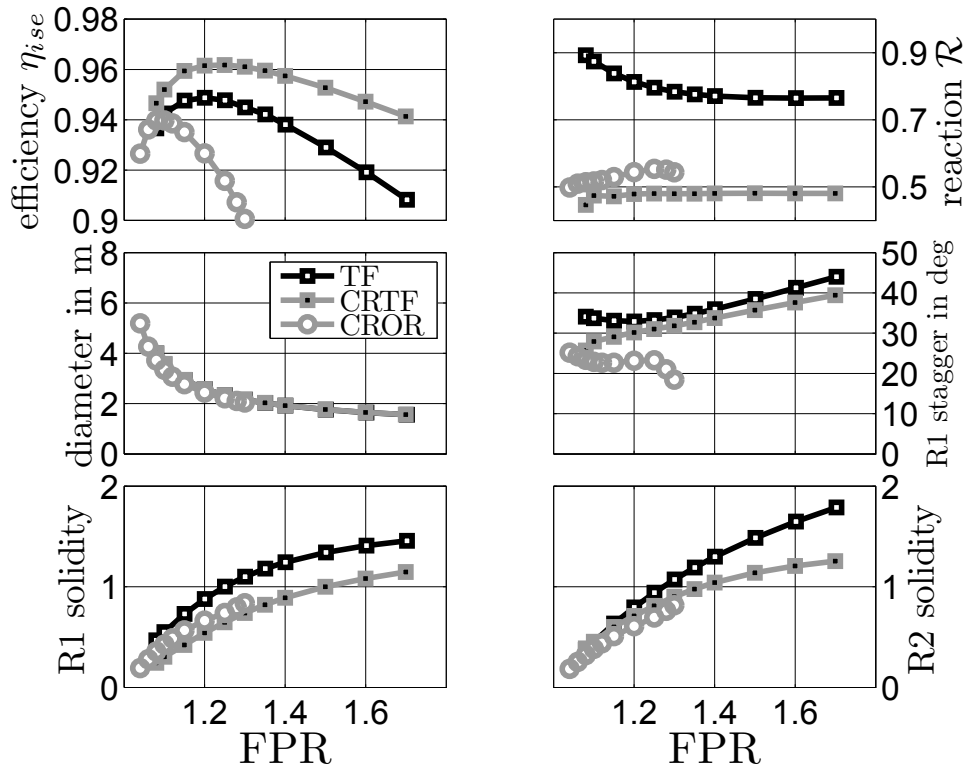 efficiency η_ise
0.98
0.96
0.94
0.92
0.9
reaction R
0.9
0.7
0.5
diameter in m
8
6
4
2
0
TF
CRTF
CROR
R1 stagger in deg
50
40
30
20
10
0
R1 solidity
2
1
0
1.2 1.4 1.6
FPR
R2 solidity
2
1
0
1.2 1.4 1.6
FPR